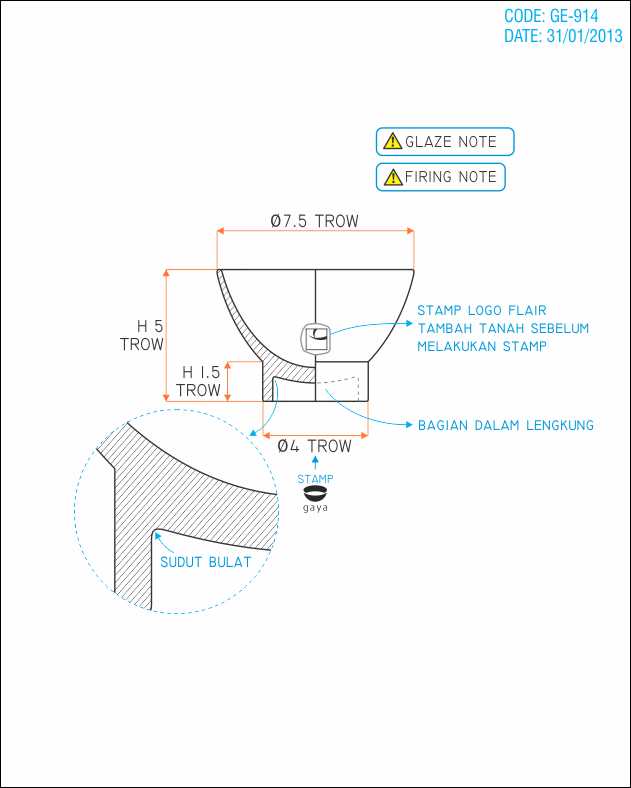 CODE: GE-914
DATE: 31/01/2013
GLAZE NOTE
FIRING NOTE
Ø7.5 TROW
STAMP LOGO FLAIR
TAMBAH TANAH SEBELUM
MELAKUKAN STAMP
H 5
TROW
H 1.5
TROW
BAGIAN DALAM LENGKUNG
Ø4 TROW
STAMP
gaya
SUDUT BULAT